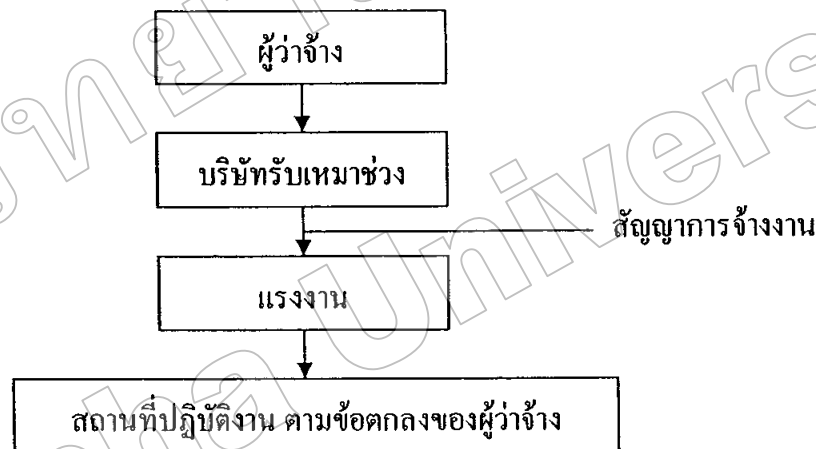 ผู้ว่าจ้าง
บริษัทรับเหมาช่วง
สัญญาการจ้างงาน
แรงงาน
สถานที่ปฏิบัติงาน ตามข้อตกลงของผู้ว่าจ้าง